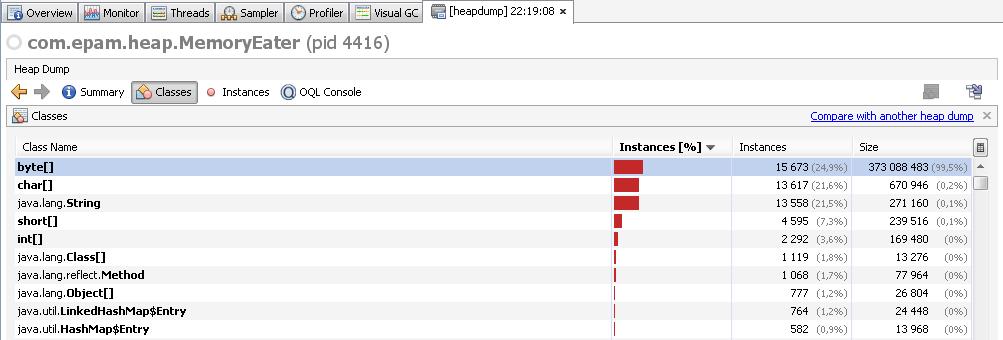 Overview Monitor Threads Sampler Profiler Visual GC [heapdump] 22:19:08 ×
com.epam.heap.MemoryEater (pid 4416)
Heap Dump
Summary Classes Instances OQL Console
Classes Compare with another heap dump ×
Class Name Instances [%] Instances Size
byte[] 15 673 (24,9%) 373 088 483 (99,5%)
char[] 13 617 (21,6%) 670 946 (0,2%)
java.lang.String 13 558 (21,5%) 271 160 (0,1%)
short[] 4 595 (7,3%) 239 516 (0,1%)
int[] 2 292 (3,6%) 169 480 (0%)
java.lang.Class[] 1 119 (1,8%) 13 276 (0%)
java.lang.reflect.Method 1 068 (1,7%) 77 964 (0%)
java.lang.Object[] 777 (1,2%) 26 804 (0%)
java.util.LinkedHashMap$Entry 764 (1,2%) 24 448 (0%)
java.util.HashMap$Entry 582 (0,9%) 13 968 (0%)